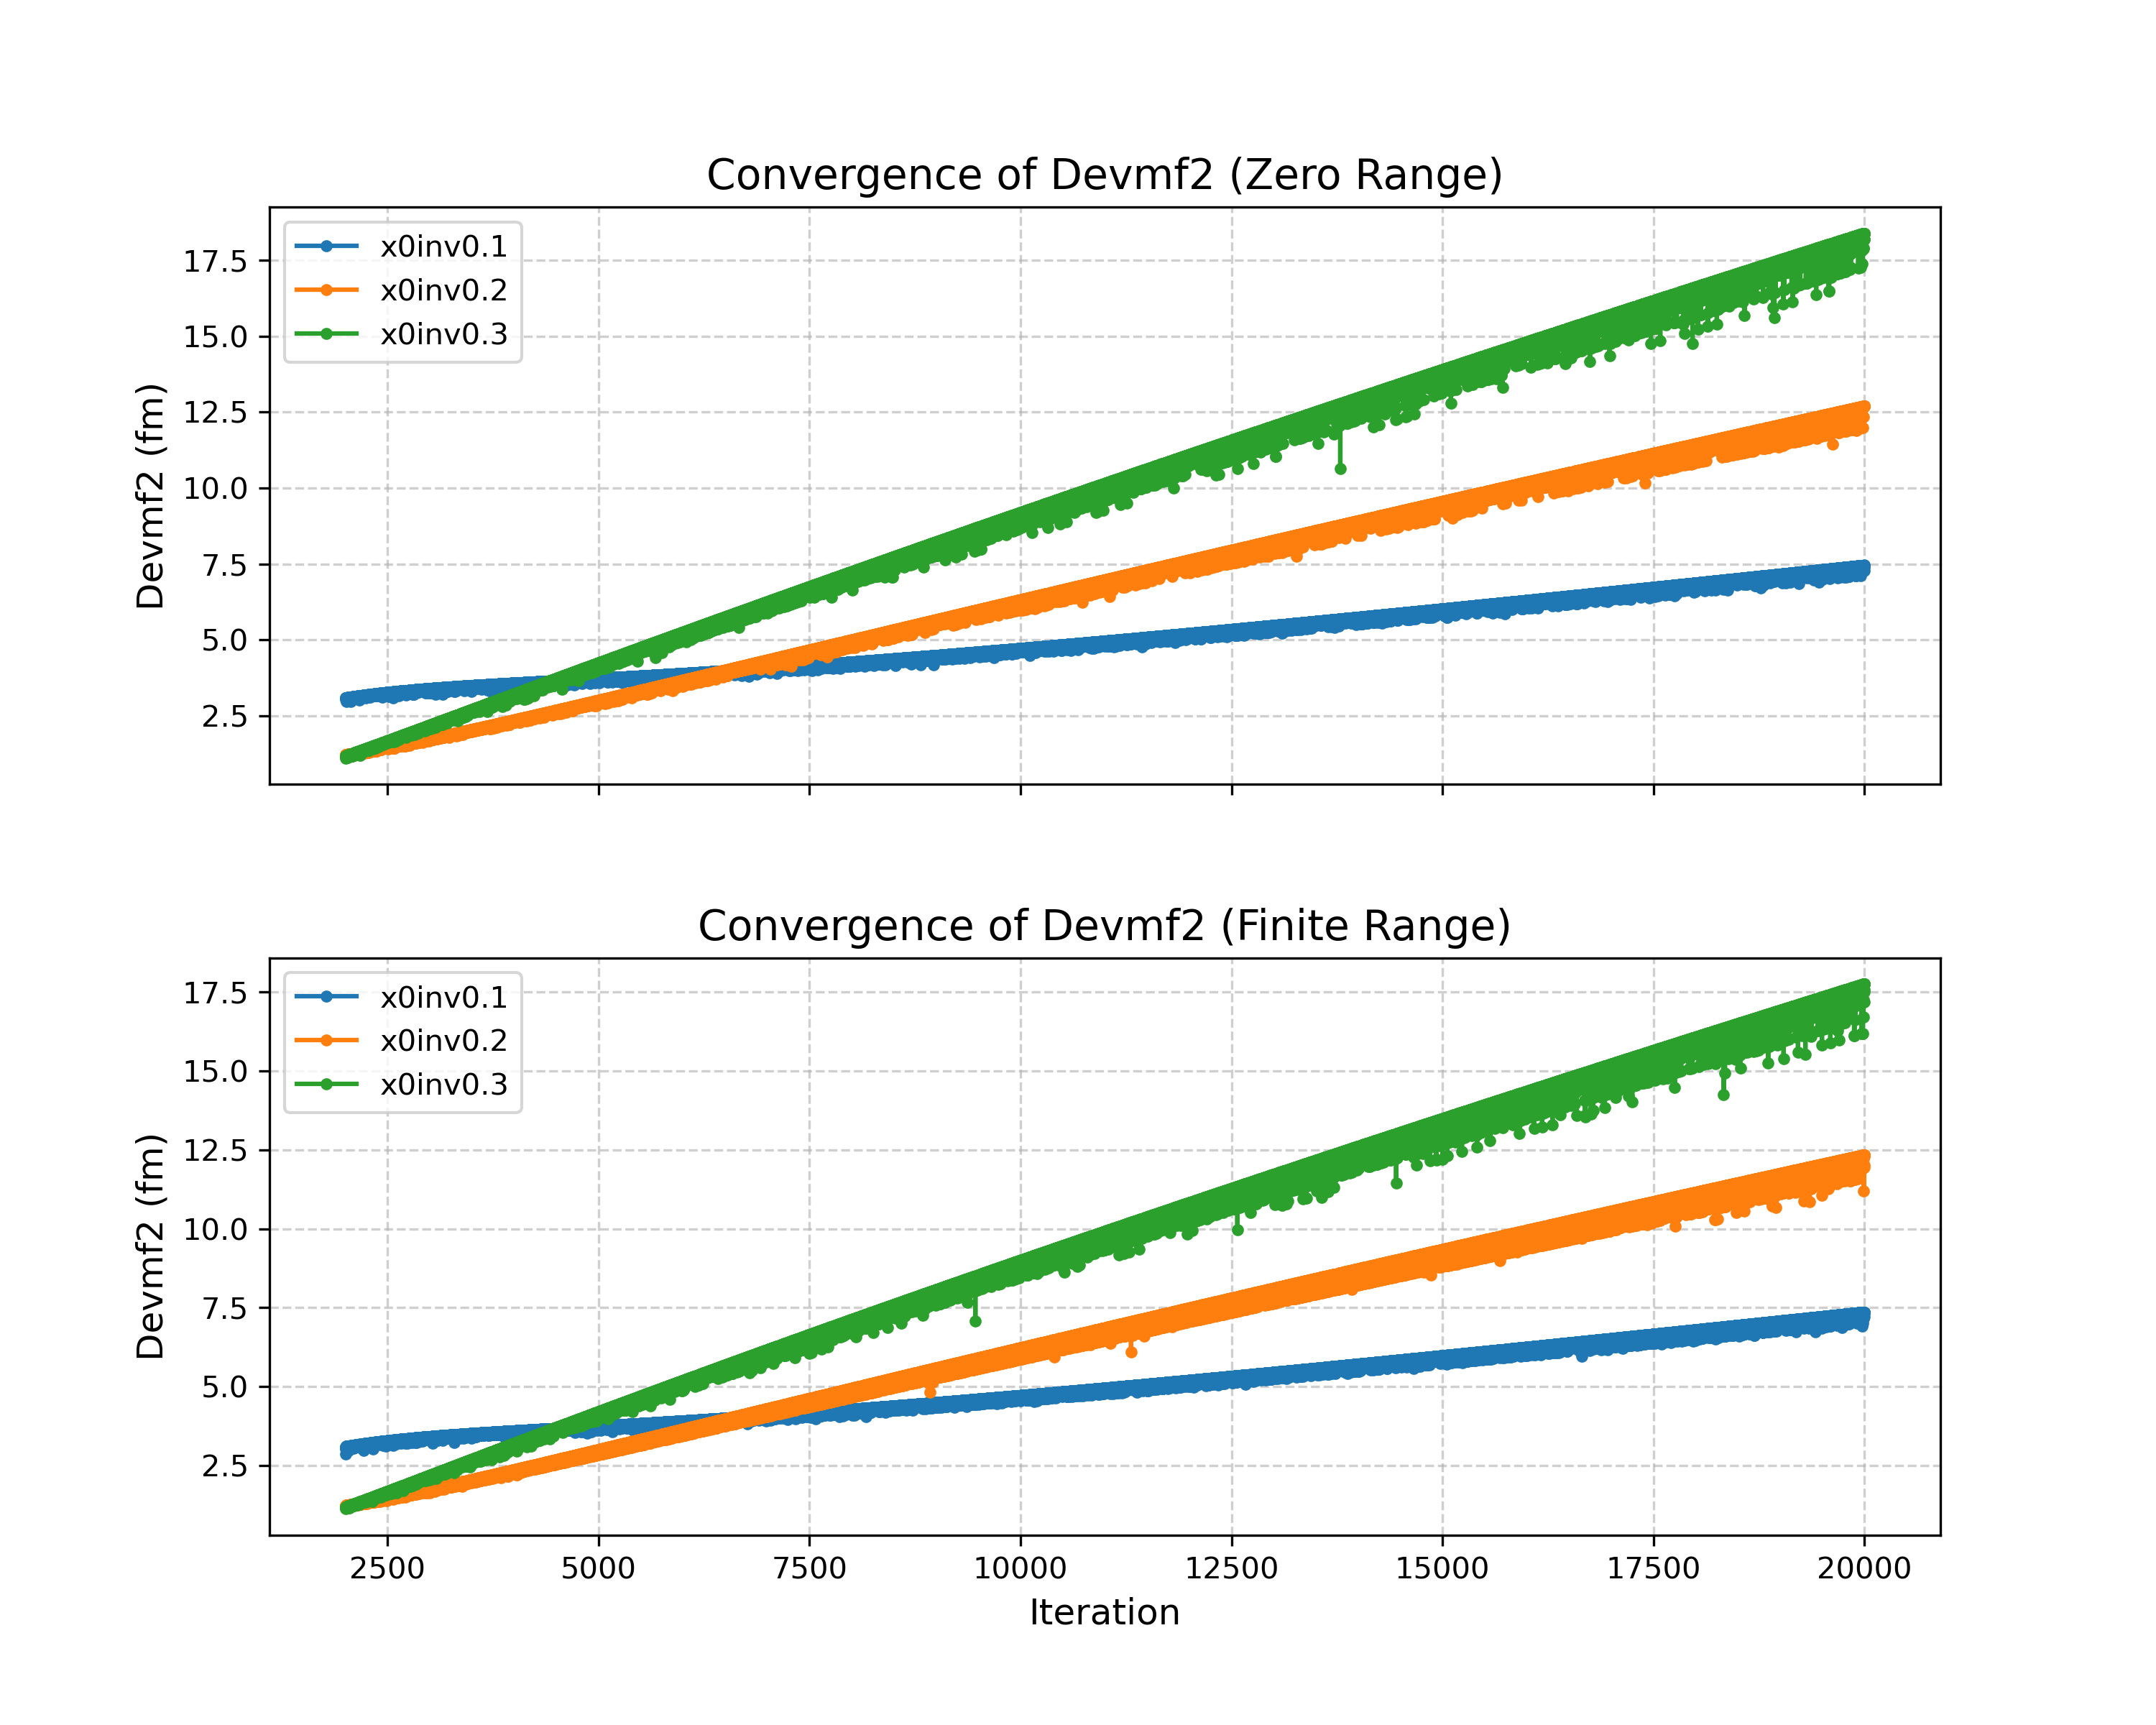 Convergence of Devmf2 (Zero Range)
x0inv0.1
x0inv0.2
x0inv0.3
17.5
15.0
12.5
10.0
7.5
5.0
2.5
Devmf2 (fm)
Convergence of Devmf2 (Finite Range)
x0inv0.1
x0inv0.2
x0inv0.3
17.5
15.0
12.5
10.0
7.5
5.0
2.5
Devmf2 (fm)
2500 5000 7500 10000 12500 15000 17500 20000
Iteration